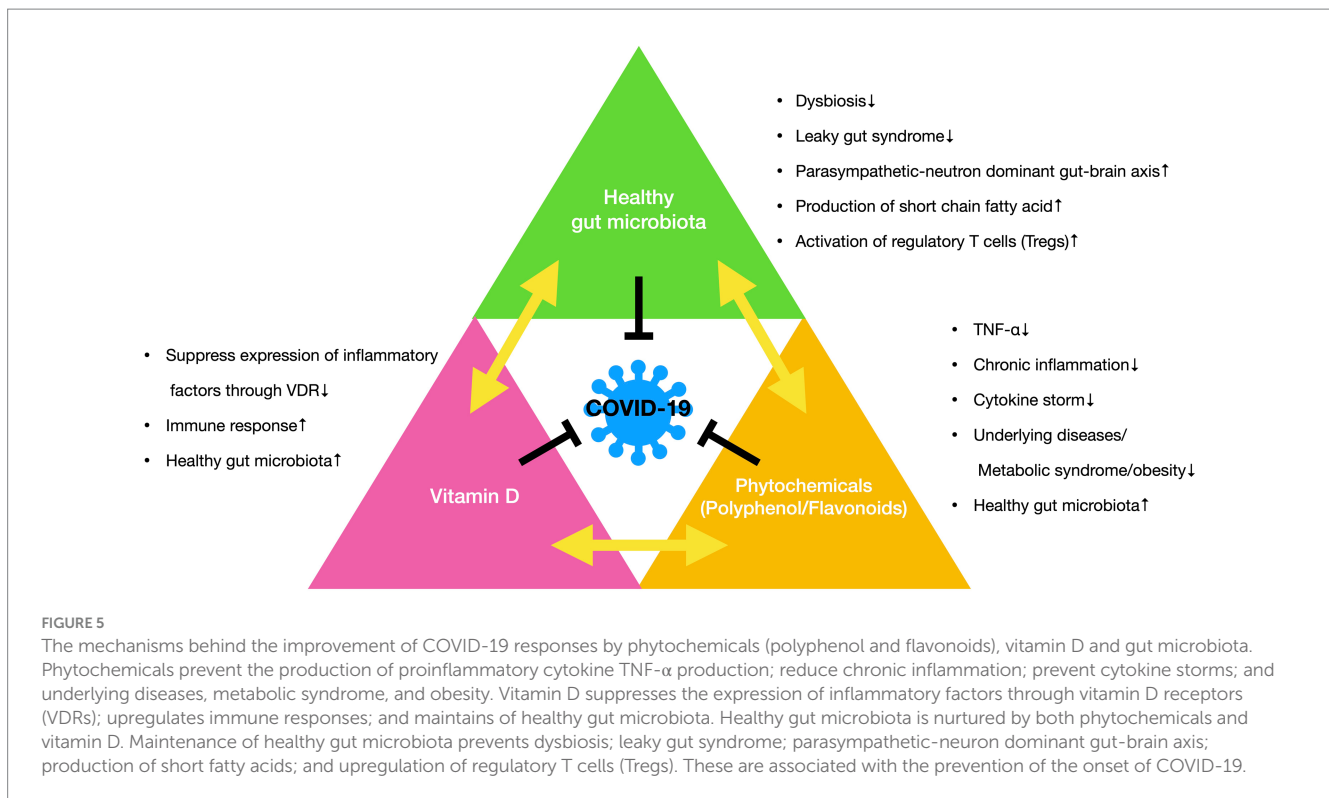 Healthy
gut microbiota
• Dysbiosis↓
• Leaky gut syndrome↓
• Parasympathetic-neutron dominant gut-brain axis↑
• Production of short chain fatty acid↑
• Activation of regulatory T cells (Tregs)↑
• Suppress expression of inflammatory
factors through VDR↓
• Immune response↑
• Healthy gut microbiota↑
COVID-19
Vitamin D
Phytochemicals
(Polyphenol/Flavonoids)
• TNF-α↓
• Chronic inflammation↓
• Cytokine storm↓
• Underlying diseases/
Metabolic syndrome/obesity↓
• Healthy gut microbiota↑
FIGURE 5
The mechanisms behind the improvement of COVID-19 responses by phytochemicals (polyphenol and flavonoids), vitamin D and gut microbiota.
Phytochemicals prevent the production of proinflammatory cytokine TNF-α production; reduce chronic inflammation; prevent cytokine storms; and
underlying diseases, metabolic syndrome, and obesity. Vitamin D suppresses the expression of inflammatory factors through vitamin D receptors
(VDRs); upregulates immune responses; and maintains of healthy gut microbiota. Healthy gut microbiota is nurtured by both phytochemicals and
vitamin D. Maintenance of healthy gut microbiota prevents dysbiosis; leaky gut syndrome; parasympathetic-neuron dominant gut-brain axis;
production of short fatty acids; and upregulation of regulatory T cells (Tregs). These are associated with the prevention of the onset of COVID-19.